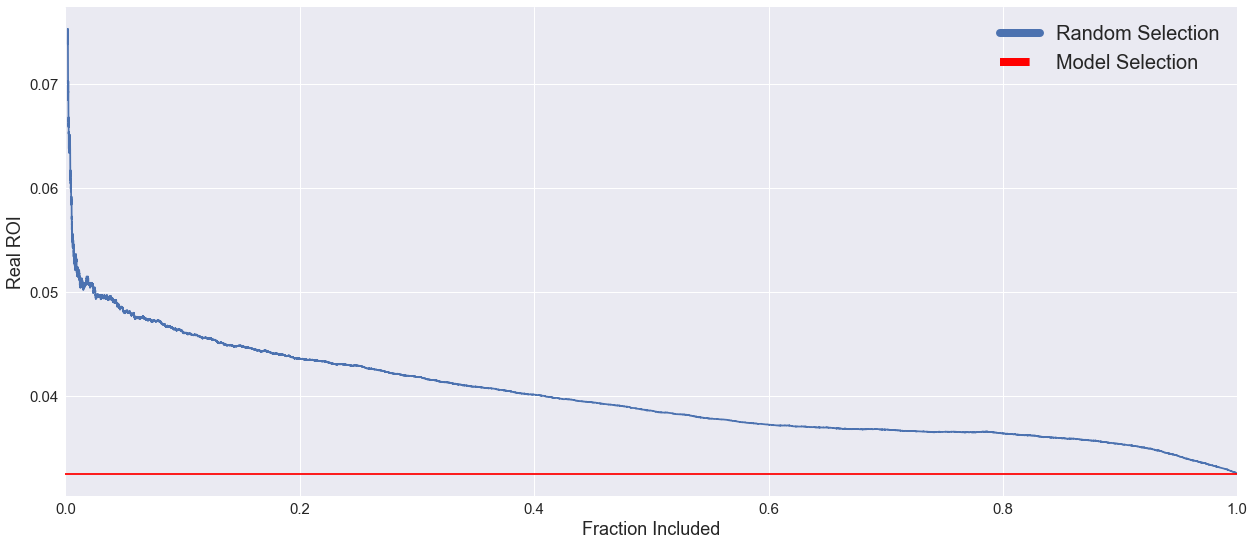 Random Selection
Model Selection
0.07
0.06
0.05
0.04
Real ROI
0.0 0.2 0.4 0.6 0.8 1.0
Fraction Included